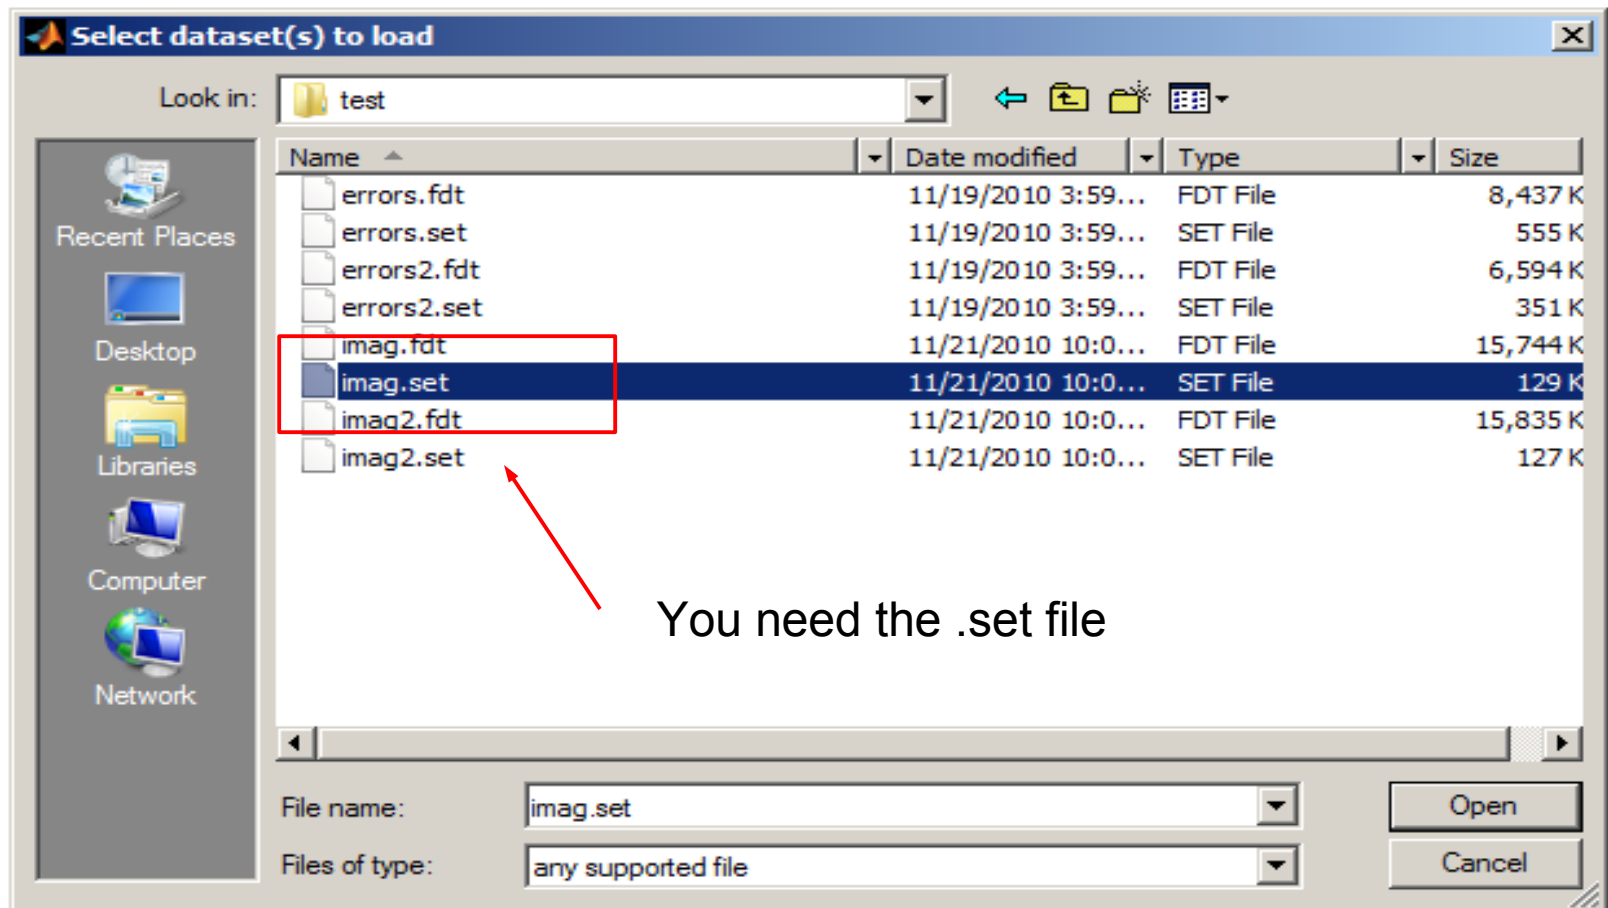 Select dataset(s) to load
Look in: test
Name Date modified Type Size
errors.fdt 11/19/2010 3:59... FDT File 8,437 K
errors.set 11/19/2010 3:59... SET File 555 K
errors2.fdt 11/19/2010 3:59... FDT File 6,594 K
errors2.set 11/19/2010 3:59... SET File 351 K
imag.fdt 11/21/2010 10:0... FDT File 15,744 K
imag.set 11/21/2010 10:0... SET File 129 K
imag2.fdt 11/21/2010 10:0... FDT File 15,835 K
imag2.set 11/21/2010 10:0... SET File 127 K
Recent Places
Desktop
Libraries
Computer
Network
You need the .set file
File name: imag.set Open
Files of type: any supported file Cancel